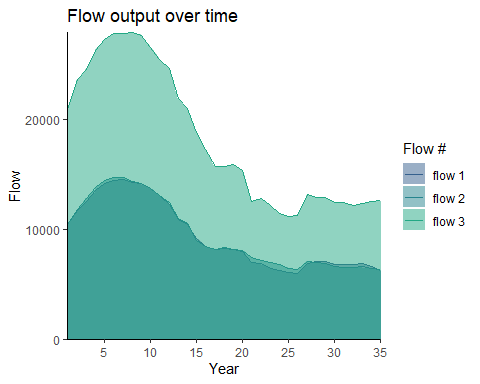 Flow output over time
20000
10000
0
Flow
5 10 15 20 25 30 35
Year
Flow #
flow 1
flow 2
flow 3